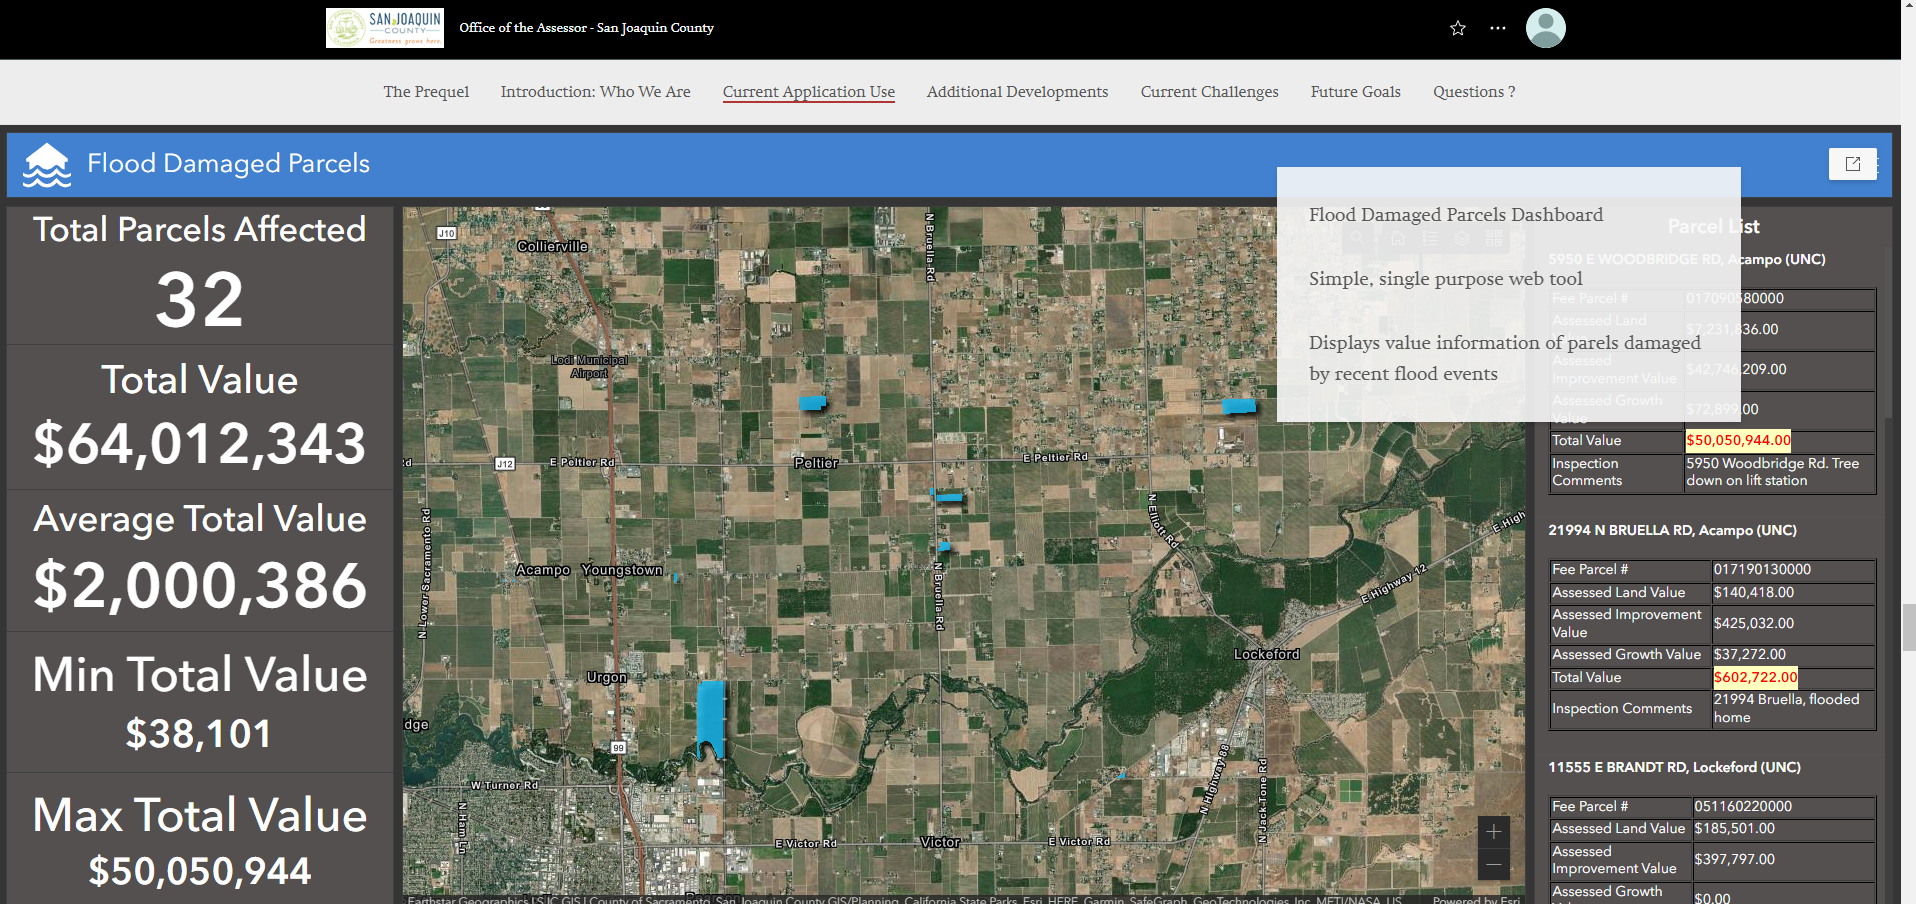 SAN JOAQUIN
COUNTY
Greatness grows here.
Office of the Assessor - San Joaquin County
The Prequel
Introduction: Who We Are
Current Application Use
Additional Developments
Current Challenges
Future Goals
Questions ?
Flood Damaged Parcels
Total Parcels Affected
32
Total Value
$64,012,343
Average Total Value
$2,000,386
Min Total Value
$38,101
Max Total Value
$50,050,944
J10
Collierville
N Bruella Rd
Lodi Municipal
Airport
rd
J12
E Peltier Rd
Peltier
E Peltier Rd
N Elliott Rd
E High
N Lower Sacramento Rd
Acampo
Youngstown
N Bruella Rd
E Highway 12
Lockeford
Urgon
dge
99
W Turner Rd
N Ham Ln
N Highway 88
N Jack Tone Rd
E Victor Rd
Victor
E Victor Rd
Earthstar Geographics | SJC GIS | County of Sacramento, San Joaquin County GIS/Planning, California State Parks, Esri, HERE, Garmin, SafeGraph, GeoTechnologies, Inc, METI/NASA, US
Powered by Esri
Flood Damaged Parcels Dashboard
Simple, single purpose web tool
Displays value information of parels damaged
by recent flood events
Parcel List
5950 E WOODBRIDGE RD, Acampo (UNC)
Fee Parcel # 017090580000
Assessed Land
$7,231,836.00
Assessed
Improvement Value
$42,746,209.00
Assessed Growth
Value
$72,899.00
Total Value $50,050,944.00
Inspection
Comments
5950 Woodbridge Rd. Tree
down on lift station
21994 N BRUELLA RD, Acampo (UNC)
Fee Parcel # 017190130000
Assessed Land Value $140,418.00
Assessed Improvement
Value
$425,032.00
Assessed Growth Value $37,272.00
Total Value $602,722.00
Inspection Comments
21994 Bruella, flooded
home
11555 E BRANDT RD, Lockeford (UNC)
Fee Parcel # 051160220000
Assessed Land Value $185,501.00
Assessed
Improvement Value
$397,797.00
Assessed Growth
$0.00